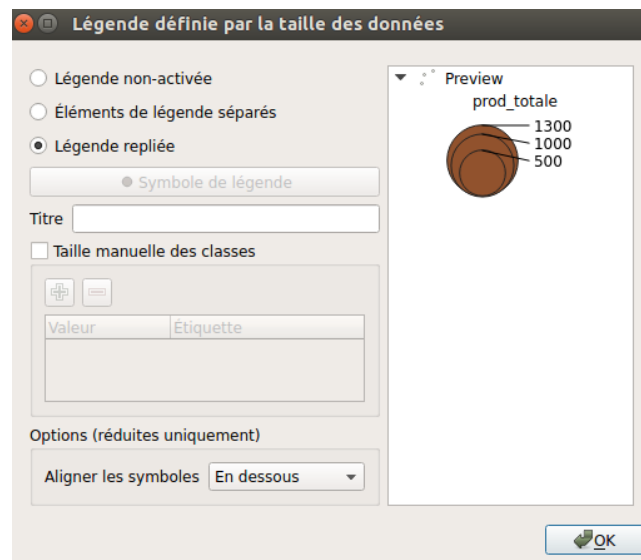 Légende définie par la taille des données
Légende non-activée
Éléments de légende séparés
Légende repliée
Symbole de légende
Titre
Taille manuelle des classes
Valeur Étiquette
Options (réduites uniquement)
Aligner les symboles En dessous
Preview
prod_totale
1300
1000
500
OK